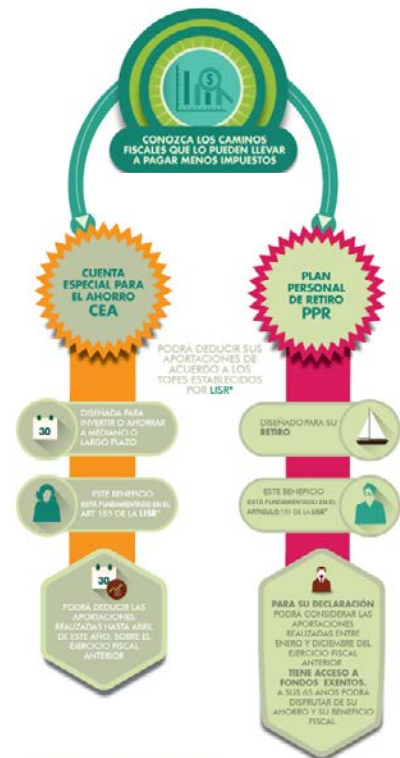 CONOZCA LOS CAMINOS
FISCALES QUE LO PUEDEN LLEVAR
A PAGAR MENOS IMPUESTOS
CUENTA
ESPECIAL PARA
EL AHORRO
CEA
PLAN
PERSONAL
DE RETIRO
PPR
PODRÁ DEDUCIR SUS
APORTACIONES DE
ACUERDO A LOS
TOPES ESTABLECIDOS
POR LISR*
30
DISEÑADA PARA
INVERTIR O AHORRAR
A MEDIANO O
LARGO PLAZO
DISEÑADO PARA SU
RETIRO
ESTE BENEFICIO
ESTÁ FUNDAMENTADO EN EL
ART 185 DE LA LISR*
ESTE BENEFICIO
ESTÁ FUNDAMENTADO EN EL
ARTICULO 151 DE LA LISR*
30
PODRÁ DEDUCIR LAS
APORTACIONES
REALIZADAS HASTA ABRIL
DE ESTE AÑO, SOBRE EL
EJERCICIO FISCAL
ANTERIOR
PARA SU DECLARACIÓN
PODRÁ CONSIDERAR LAS
APORTACIONES
REALIZADAS ENTRE
ENERO Y DICIEMBRE DEL
EJERCICIO FISCAL
ANTERIOR
TIENE ACCESO A
FONDOS EXENTOS.
A SUS 65 AÑOS PODRÁ
DISFRUTAR DE SU
AHORRO Y SU BENEFICIO
FISCAL